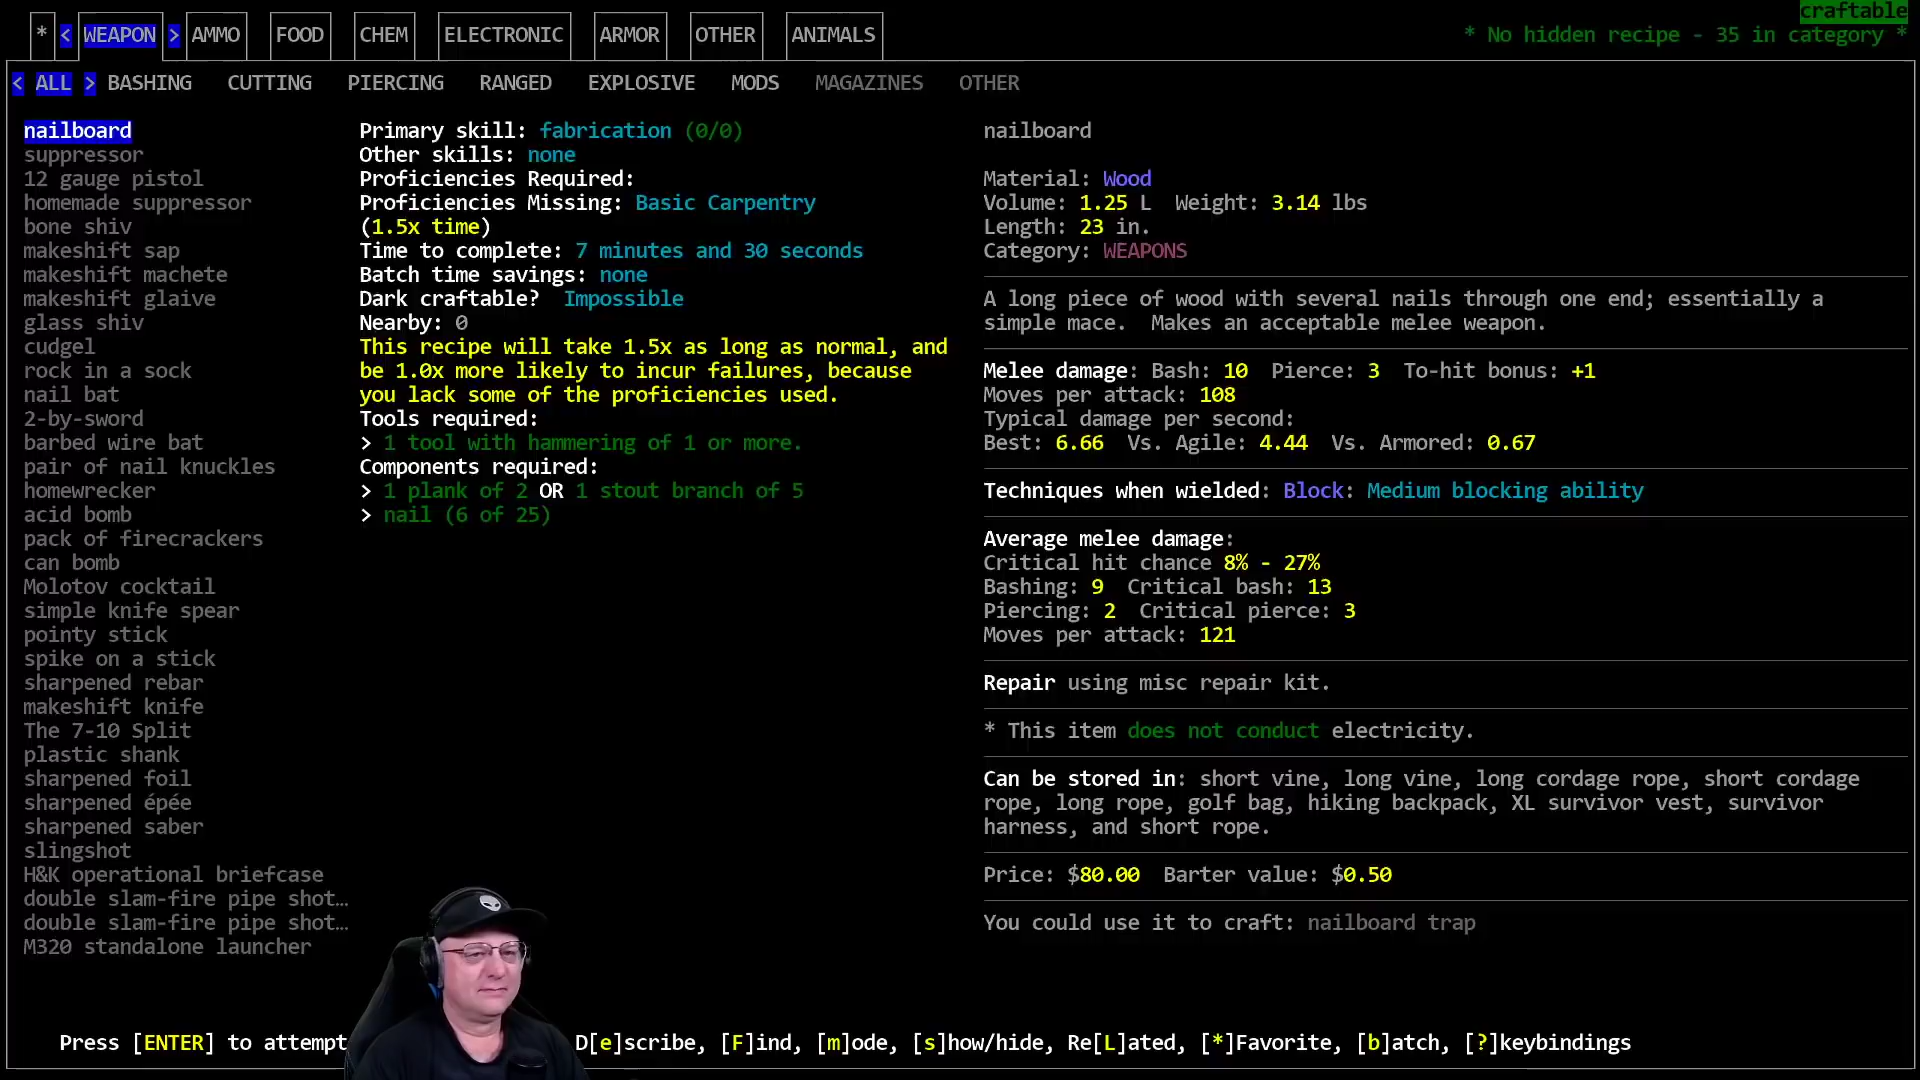 craftable
* < WEAPON > AMMO FOOD CHEM ELECTRONIC ARMOR OTHER ANIMALS
* No hidden recipe - 35 in category *
< ALL > BASHING CUTTING PIERCING RANGED EXPLOSIVE MODS MAGAZINES OTHER
nailboard
suppressor
12 gauge pistol
homemade suppressor
bone shiv
makeshift sap
makeshift machete
makeshift glaive
glass shiv
cudgel
rock in a sock
nail bat
2-by-sword
barbed wire bat
pair of nail knuckles
homewrecker
acid bomb
pack of firecrackers
can bomb
Molotov cocktail
simple knife spear
pointy stick
spike on a stick
sharpened rebar
makeshift knife
The 7-10 Split
plastic shank
sharpened foil
sharpened épée
sharpened saber
slingshot
H&K operational briefcase
double slam-fire pipe shot…
double slam-fire pipe shot…
M320 standalone launcher
Primary skill: fabrication (0/0)
Other skills: none
Proficiencies Required:
Proficiencies Missing: Basic Carpentry
(1.5x time)
Time to complete: 7 minutes and 30 seconds
Batch time savings: none
Dark craftable? Impossible
Nearby: 0
This recipe will take 1.5x as long as normal, and
be 1.0x more likely to incur failures, because
you lack some of the proficiencies used.
Tools required:
> 1 tool with hammering of 1 or more.
Components required:
> 1 plank of 2 OR 1 stout branch of 5
> nail (6 of 25)
nailboard
Material: Wood
Volume: 1.25 L Weight: 3.14 lbs
Length: 23 in.
Category: WEAPONS
A long piece of wood with several nails through one end; essentially a
simple mace. Makes an acceptable melee weapon.
Melee damage: Bash: 10 Pierce: 3 To-hit bonus: +1
Moves per attack: 108
Typical damage per second:
Best: 6.66 Vs. Agile: 4.44 Vs. Armored: 0.67
Techniques when wielded: Block: Medium blocking ability
Average melee damage:
Critical hit chance 8% - 27%
Bashing: 9 Critical bash: 13
Piercing: 2 Critical pierce: 3
Moves per attack: 121
Repair using misc repair kit.
* This item does not conduct electricity.
Can be stored in: short vine, long vine, long cordage rope, short cordage
rope, long rope, golf bag, hiking backpack, XL survivor vest, survivor
harness, and short rope.
Price: $80.00 Barter value: $0.50
You could use it to craft: nailboard trap
Press [ENTER] to attempt D[e]scribe, [F]ind, [m]ode, [s]how/hide, Re[L]ated, [*]Favorite, [b]atch, [?]keybindings